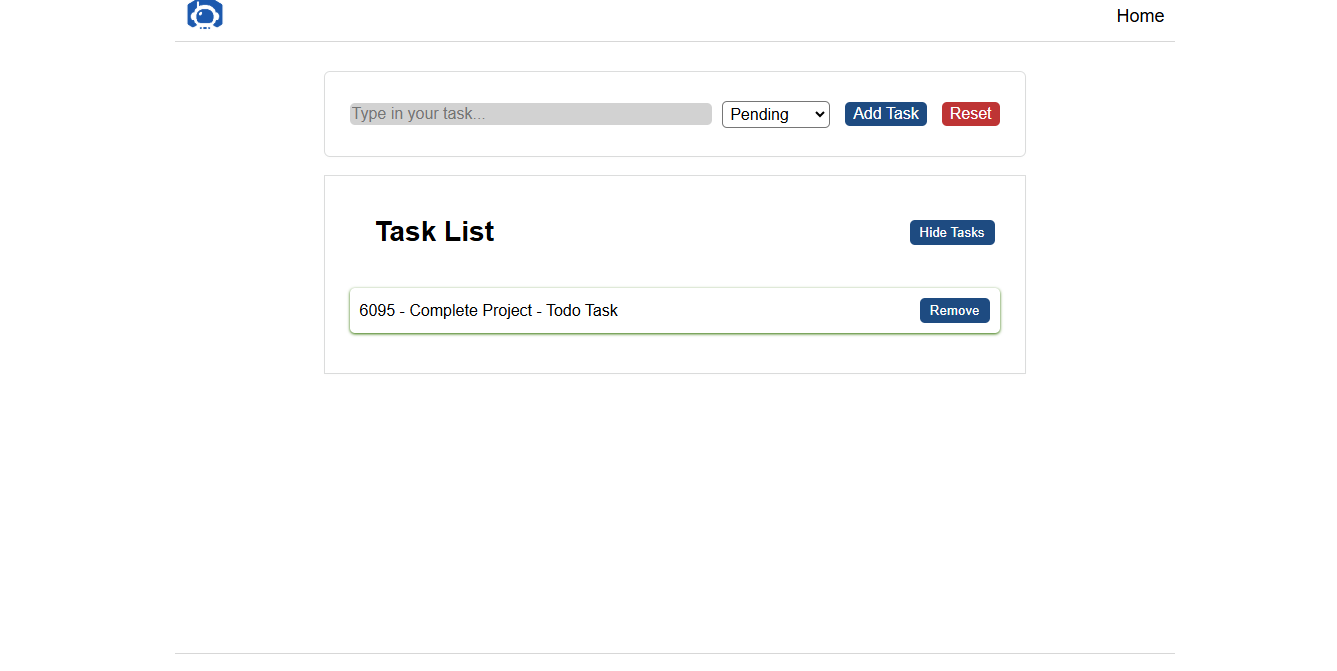 Home
Type in your task...
Pending
Add Task
Reset
Task List
Hide Tasks
6095 - Complete Project - Todo Task
Remove